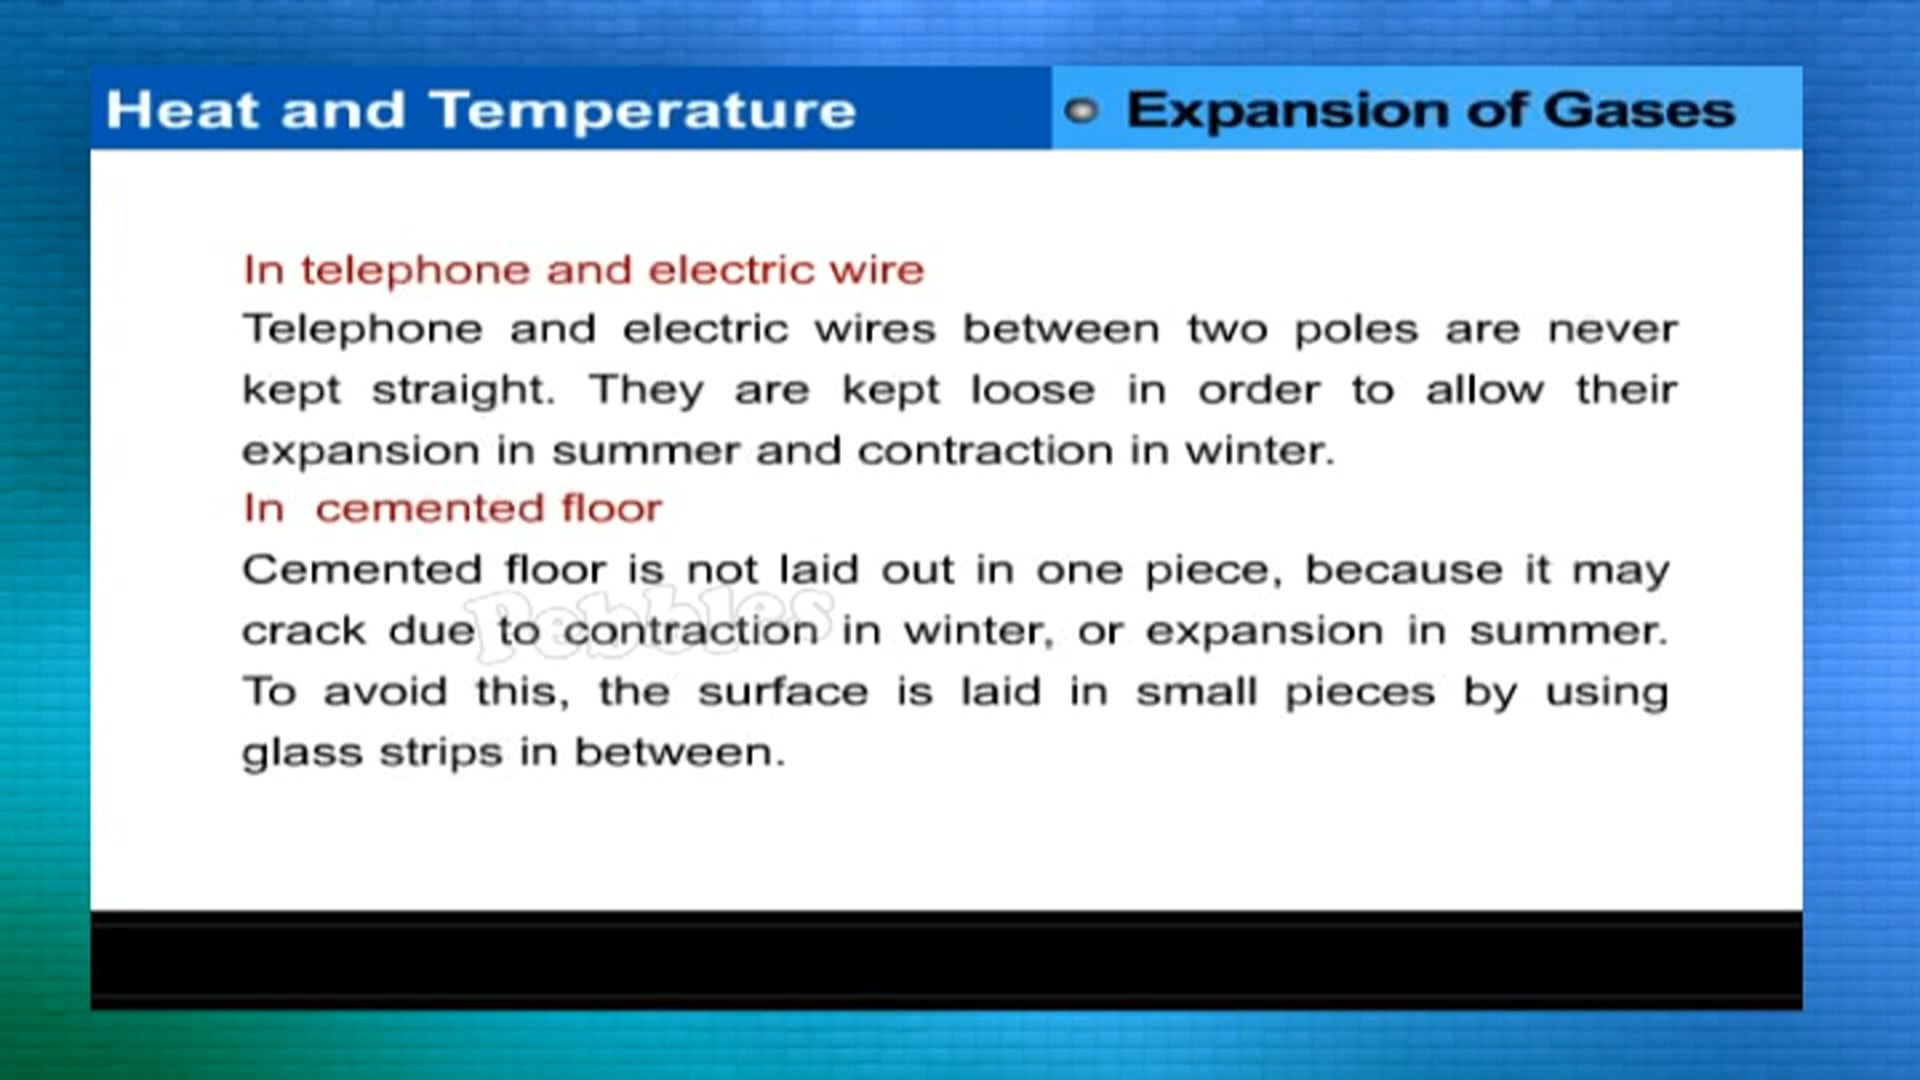 Heat and Temperature
Expansion of Gases
In telephone and electric wire
Telephone and electric wires between two poles are never
kept straight. They are kept loose in order to allow their
expansion in summer and contraction in winter.
In cemented floor
Cemented floor is not laid out in one piece, because it may
crack due to contraction in winter, or expansion in summer.
Pebbles
To avoid this, the surface is laid in small pieces by using
glass strips in between.